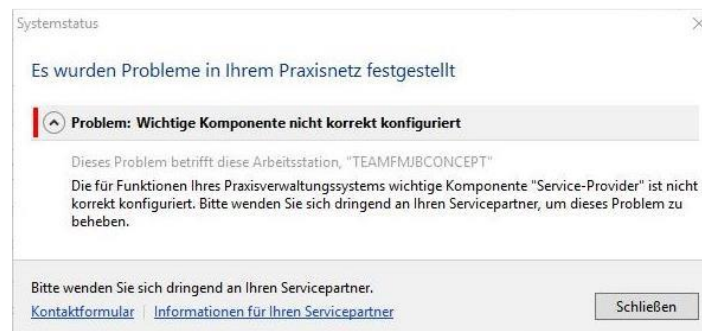 Systemstatus
Es wurden Probleme in Ihrem Praxisnetz festgestellt
Problem: Wichtige Komponente nicht korrekt konfiguriert
Dieses Problem betrifft diese Arbeitsstation, "TEAMFMJBCONCEPT"
Die für Funktionen Ihres Praxisverwaltungssystems wichtige Komponente "Service-Provider" ist nicht
korrekt konfiguriert. Bitte wenden Sie sich dringend an Ihren Servicepartner, um dieses Problem zu
beheben.
Bitte wenden Sie sich dringend an Ihren Servicepartner.
Kontaktformular | Informationen für Ihren Servicepartner
Schließen